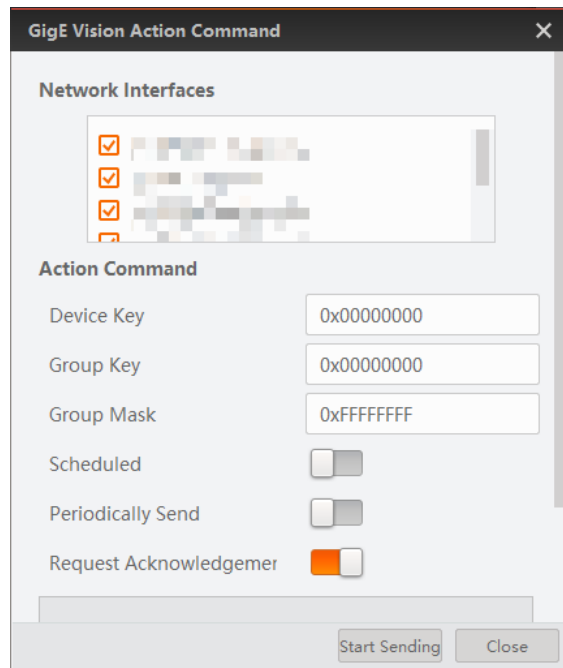 GigE Vision Action Command
Network Interfaces
Action Command
Device Key 0x00000000
Group Key 0x00000000
Group Mask 0xFFFFFFFF
Scheduled
Periodically Send
Request Acknowledgemer
Start Sending Close